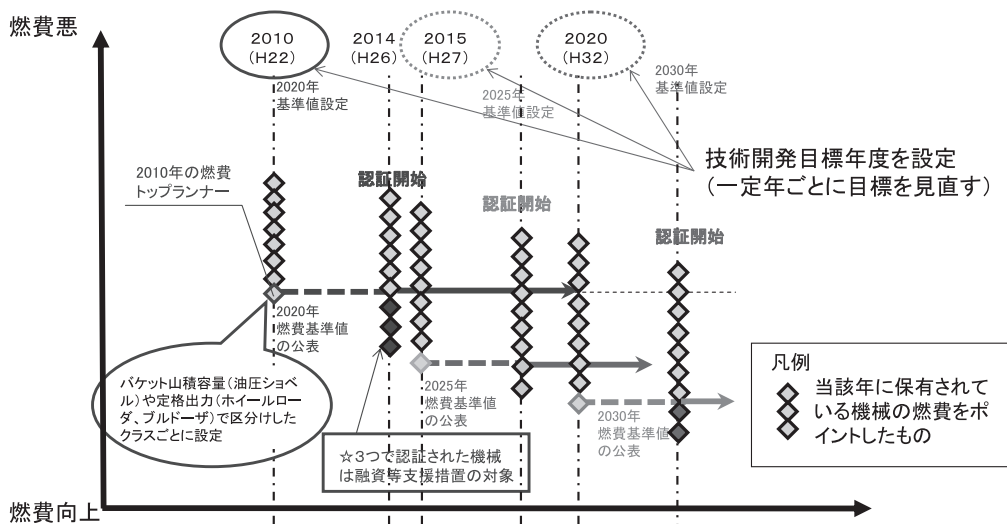 燃費悪
2010
(H22)
2014
(H26)
2015
(H27)
2020
(H32)
2020年
基準値設定
2025年
基準値設定
2030年
基準値設定
技術開発目標年度を設定
(一定年ごとに目標を見直す)
2010年の燃費
トップランナー
認証開始
認証開始
認証開始
2020年
燃費基準値
の公表
2025年
燃費基準値
の公表
2030年
燃費基準値
の公表
バケット山積容量(油圧ショベ
ル)や定格出力(ホイールロー
ダ、ブルドーザ)で区分けした
クラスごとに設定
☆3つで認証された機械
は融資等支援措置の対象
凡例
当該年に保有されて
いる機械の燃費をポ
イントしたもの
燃費向上